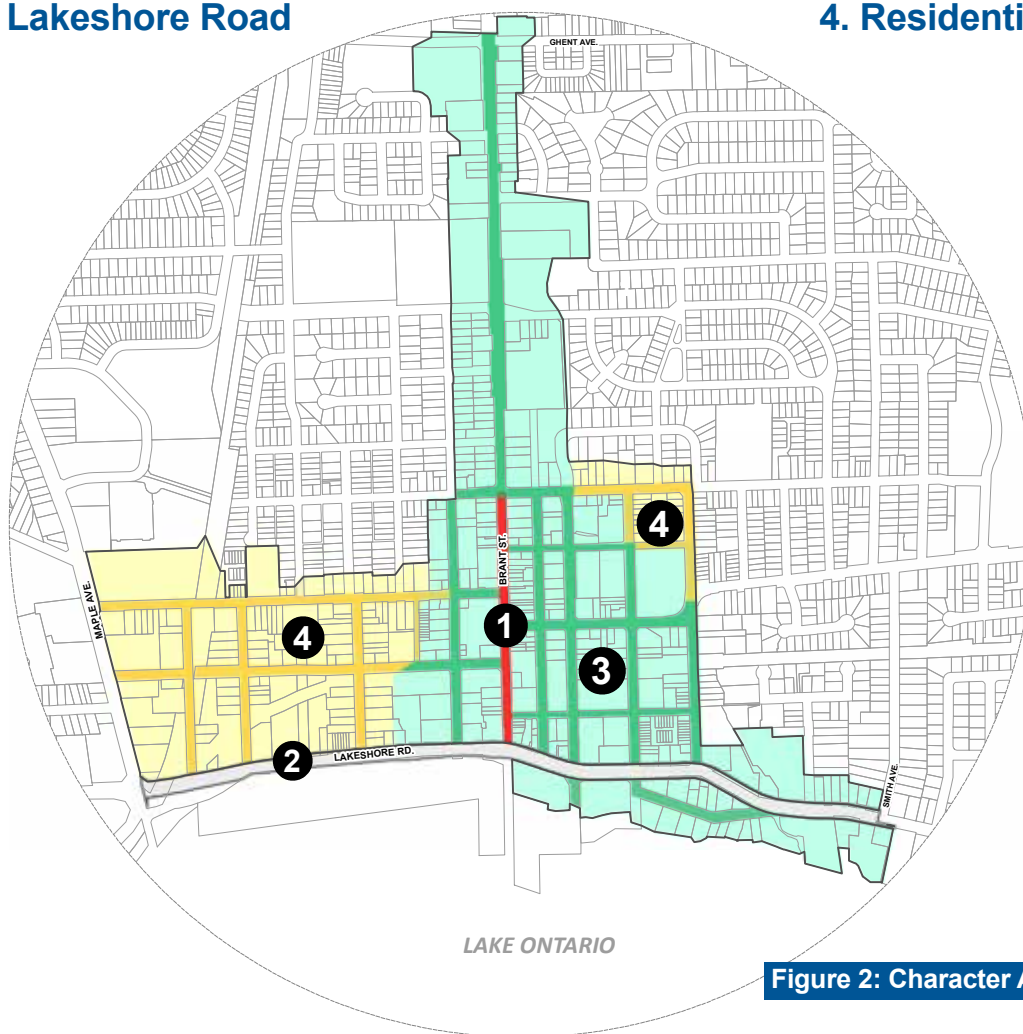 Lakeshore Road
4. Residenti
GHENT AVE.
BRANT ST.
4
MAPLE AVE.
4
1
3
2
LAKESHORE RD.
SMITH AVE.
LAKE ONTARIO
Figure 2: Character A